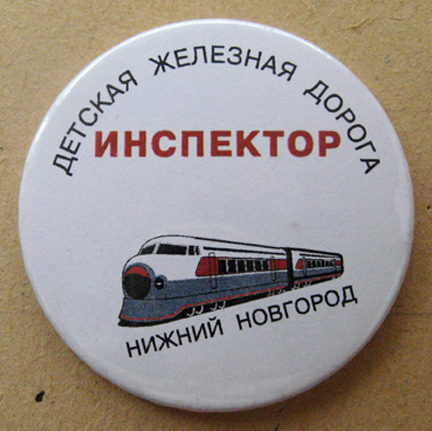 ДЕТСКАЯ ЖЕЛЕЗНАЯ ДОРОГА
ИНСПЕКТОР
НИЖНИЙ НОВГОРОД